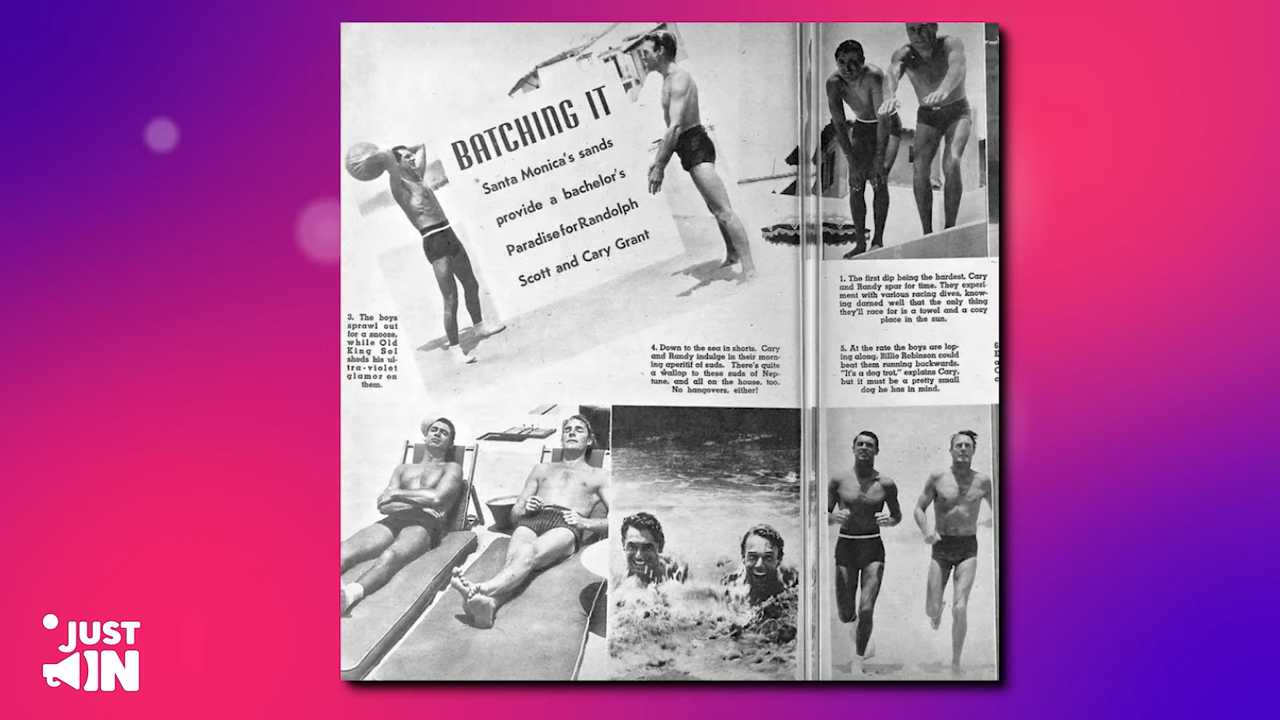 BATCHING IT
Santa Monica's sands
provide a bachelor's
Paradise for Randolph
Scott and Cary Grant
1. The first dip being the hardest, Cary
and Randy spar for time. They experi-
ment with various racing dives, know-
ing darned well that the only thing
they'll race for is a towel and a cozy
place in the sun.
3. The boys
sprawl out
for a snooze,
while Old
King Sol
sheds his ul-
tra-violet
glamor on
them.
4. Down to the sea in shorts. Cary
and Randy indulge in their morn-
ing aperitif of suds. There's quite
a wallop to these suds of Nep-
tune, and all on the house, too.
No hangovers, either!
5. At the rate the boys are lop-
ing along, Billie Robinson could
beat them running backwards.
"It's a dog trot," explains Cary,
but it must be a pretty small
dog he has in mind.
JUST
IN